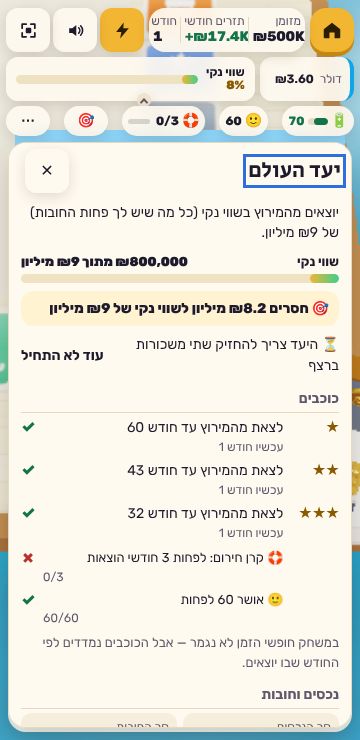 מזומן
₪500K
תזרים חודשי
+₪17.4K
חודש
1
דולר ₪3.60
שווי נקי
8%
70
60
0/3
יעד העולם
יוצאים מהמירוץ בשווי נקי (כל מה שיש לך פחות החובות)
של ₪9 מיליון.
שווי נקי ₪800,000 מתוך ₪9 מיליון
חסרים ₪8.2 מיליון לשווי נקי של ₪9 מיליון
היעד צריך להחזיק שתי משכורות
ברצף
עוד לא התחיל
כוכבים
★ לצאת מהמירוץ עד חודש 60 ✓
עכשיו חודש 1
★★ לצאת מהמירוץ עד חודש 43 ✓
עכשיו חודש 1
★★★ לצאת מהמירוץ עד חודש 32 ✓
עכשיו חודש 1
קרן חירום: לפחות 3 חודשי הוצאות ✖
0/3
אושר 60 לפחות ✓
60/60
במשחק חופשי הזמן לא נגמר — אבל הכוכבים נמדדים לפי
החודש שבו יוצאים.
נכסים וחובות